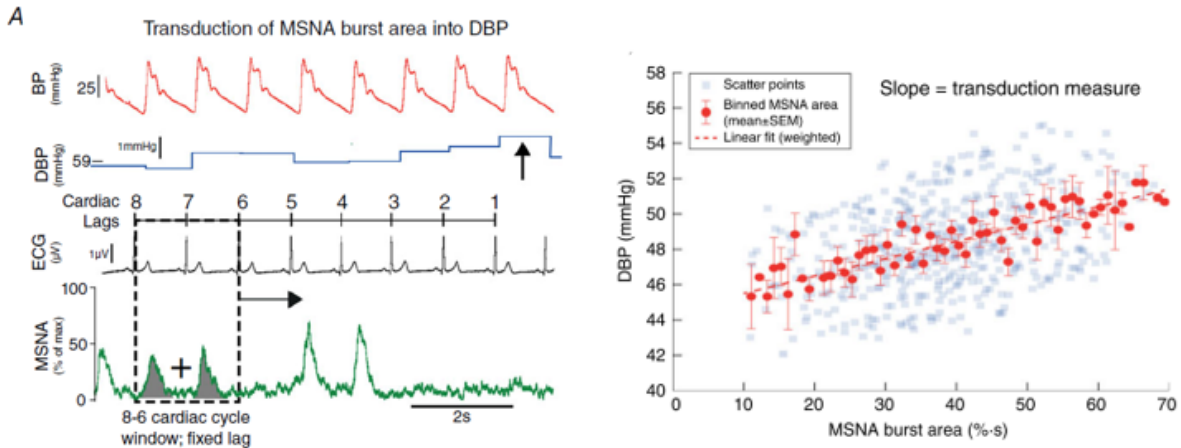 A
Transduction of MSNA burst area into DBP
BP
(mmHg)
25
DBP
(mmHg)
59
1mmHg
Cardiac
Lags
8 7 6 5 4 3 2 1
ECG
(µV)
1µV
MSNA
(% of max)
100
50
0
+
8-6 cardiac cycle
window; fixed lag
2s
Scatter points
Binned MSNA area
(mean±SEM)
Linear fit (weighted)
Slope = transduction measure
DBP (mmHg)
58
56
54
52
50
48
46
44
42
40
0 10 20 30 40 50 60 70
MSNA burst area (%·s)